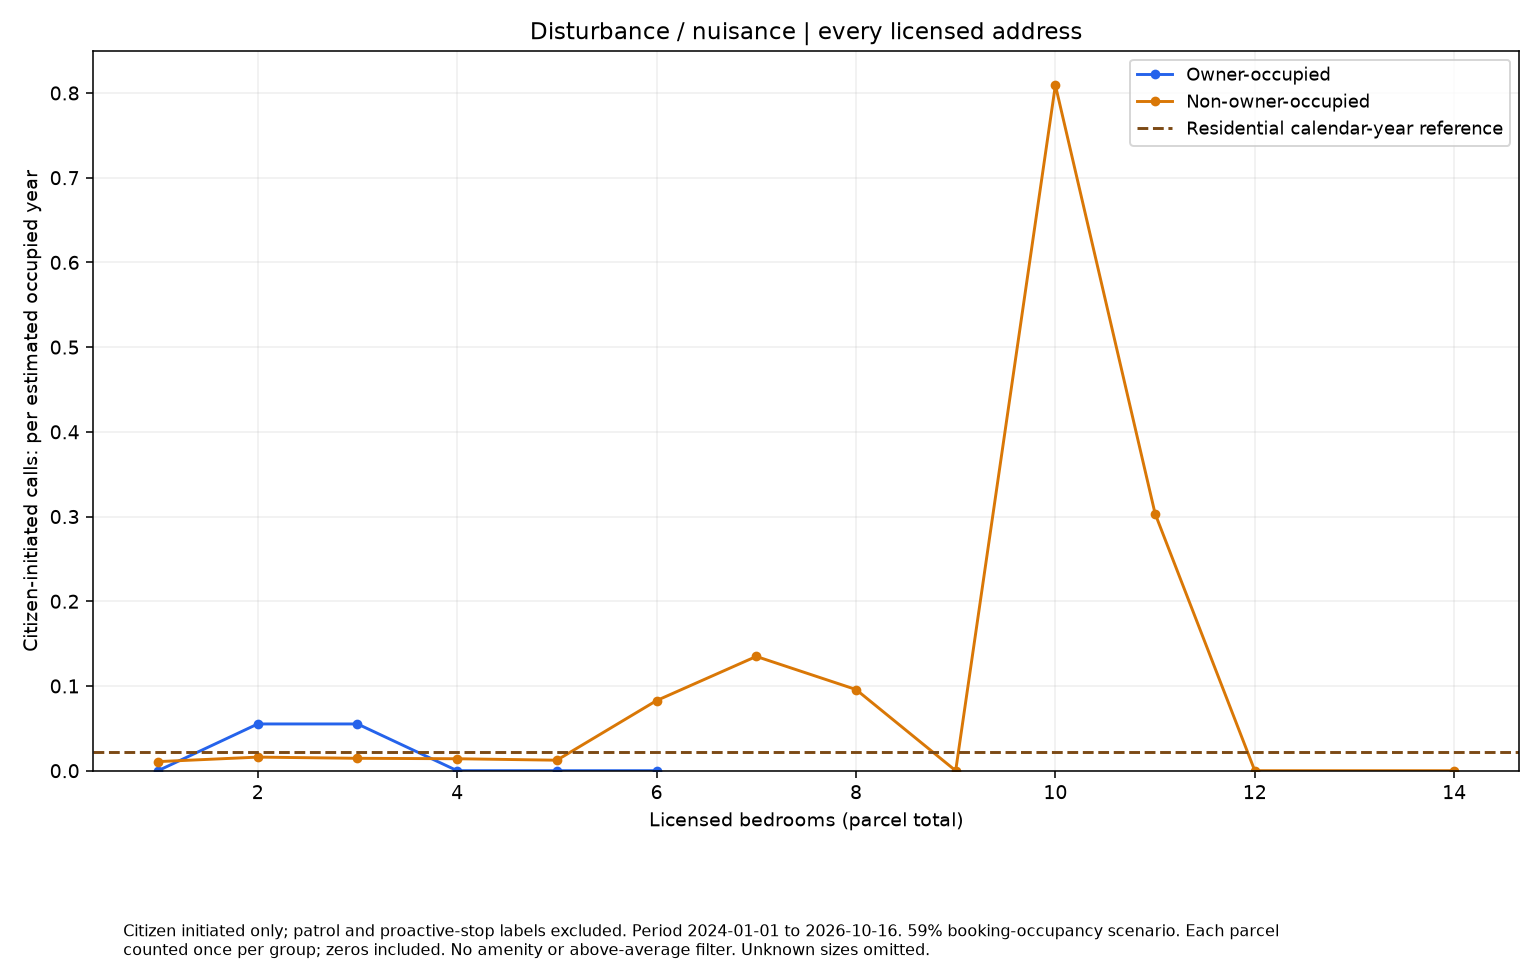 Disturbance / nuisance | every licensed address
Owner-occupied
Non-owner-occupied
Residential calendar-year reference
Citizen-initiated calls: per estimated occupied year
0.8
0.7
0.6
0.5
0.4
0.3
0.2
0.1
0.0
2 4 6 8 10 12 14
Licensed bedrooms (parcel total)
Citizen initiated only; patrol and proactive-stop labels excluded. Period 2024-01-01 to 2026-10-16. 59% booking-occupancy scenario. Each parcel
counted once per group; zeros included. No amenity or above-average filter. Unknown sizes omitted.